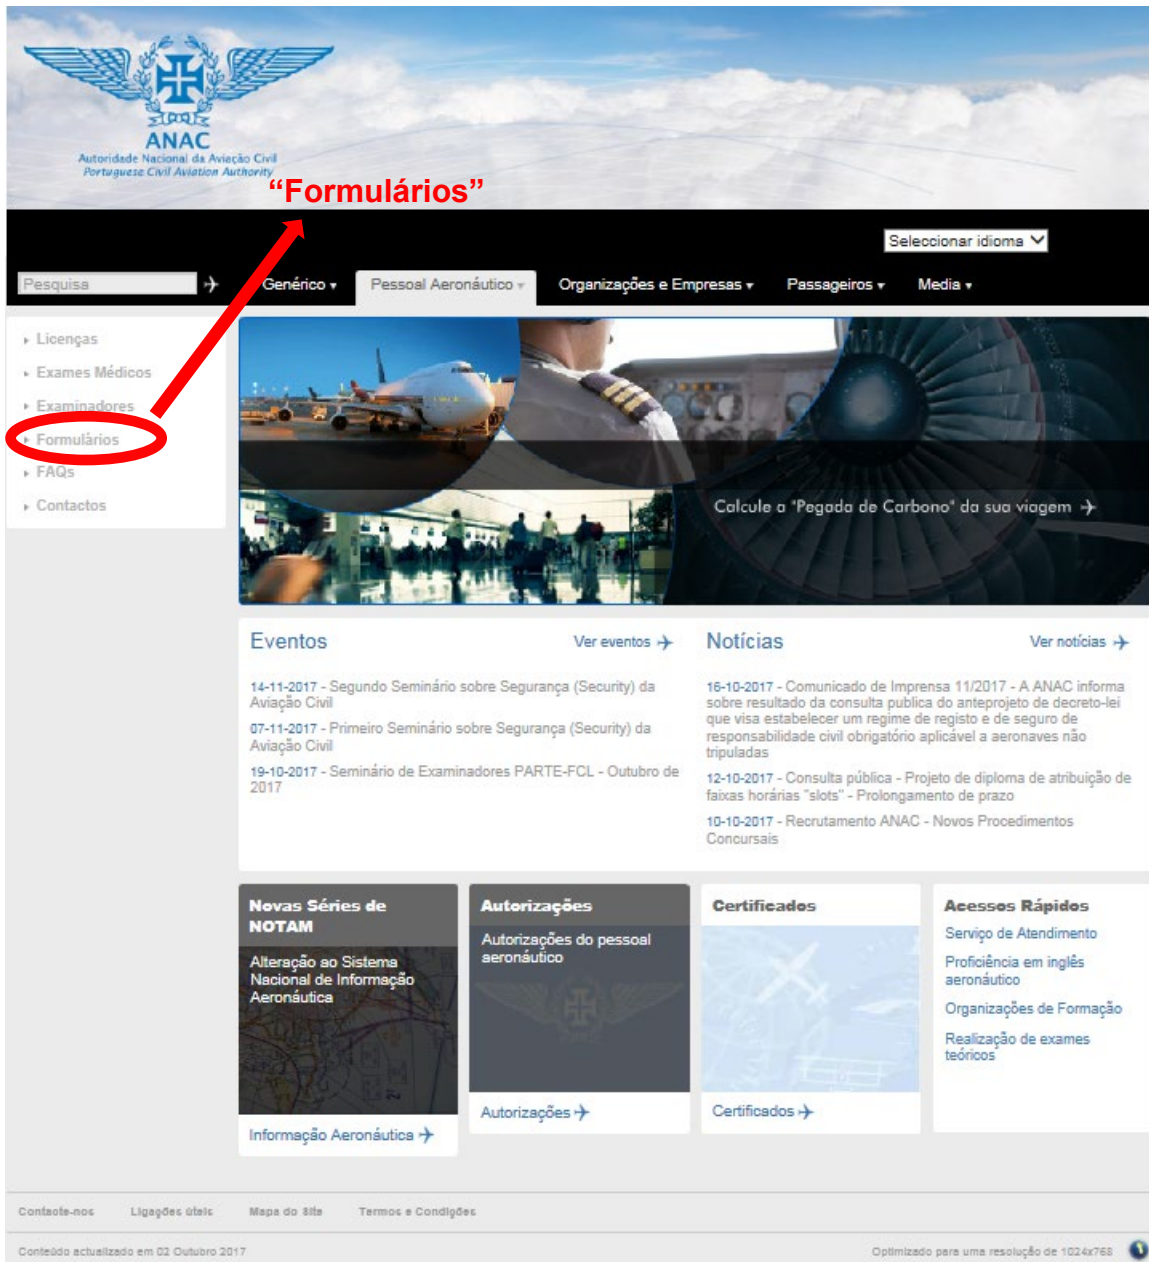 ANAC
Autoridade Nacional da Aviação Civil
Portuguese Civil Aviation Authority
“Formulários”
Seleccionar idioma
Pesquisa
Genérico
Pessoal Aeronáutico
Organizações e Empresas
Passageiros
Media
Licenças
Exames Médicos
Examinadores
Formulários
FAQs
Contactos
Calcule a "Pegada de Carbono" da sua viagem
Eventos
Ver eventos
14-11-2017 - Segundo Seminário sobre Segurança (Security) da
Aviação Civil
07-11-2017 - Primeiro Seminário sobre Segurança (Security) da
Aviação Civil
19-10-2017 - Seminário de Examinadores PARTE-FCL - Outubro de
2017
Notícias
Ver notícias
16-10-2017 - Comunicado de Imprensa 11/2017 - A ANAC informa
sobre resultado da consulta publica do anteprojeto de decreto-lei
que visa estabelecer um regime de registo e de seguro de
responsabilidade civil obrigatório aplicável a aeronaves não
tripuladas
12-10-2017 - Consulta pública - Projeto de diploma de atribuição de
faixas horárias "slots" - Prolongamento de prazo
10-10-2017 - Recrutamento ANAC - Novos Procedimentos
Concursais
Novas Séries de
NOTAM
Alteração ao Sistema
Nacional de Informação
Aeronáutica
Informação Aeronáutica
Autorizações
Autorizações do pessoal
aeronáutico
Autorizações
Certificados
Certificados
Acessos Rápidos
Serviço de Atendimento
Proficiência em inglês
aeronáutico
Organizações de Formação
Realização de exames
teóricos
Contacte-nos
Ligações úteis
Mapa do Site
Termos e Condições
Conteúdo actualizado em 02 Outubro 2017
Optimizado para uma resolução de 1024x768